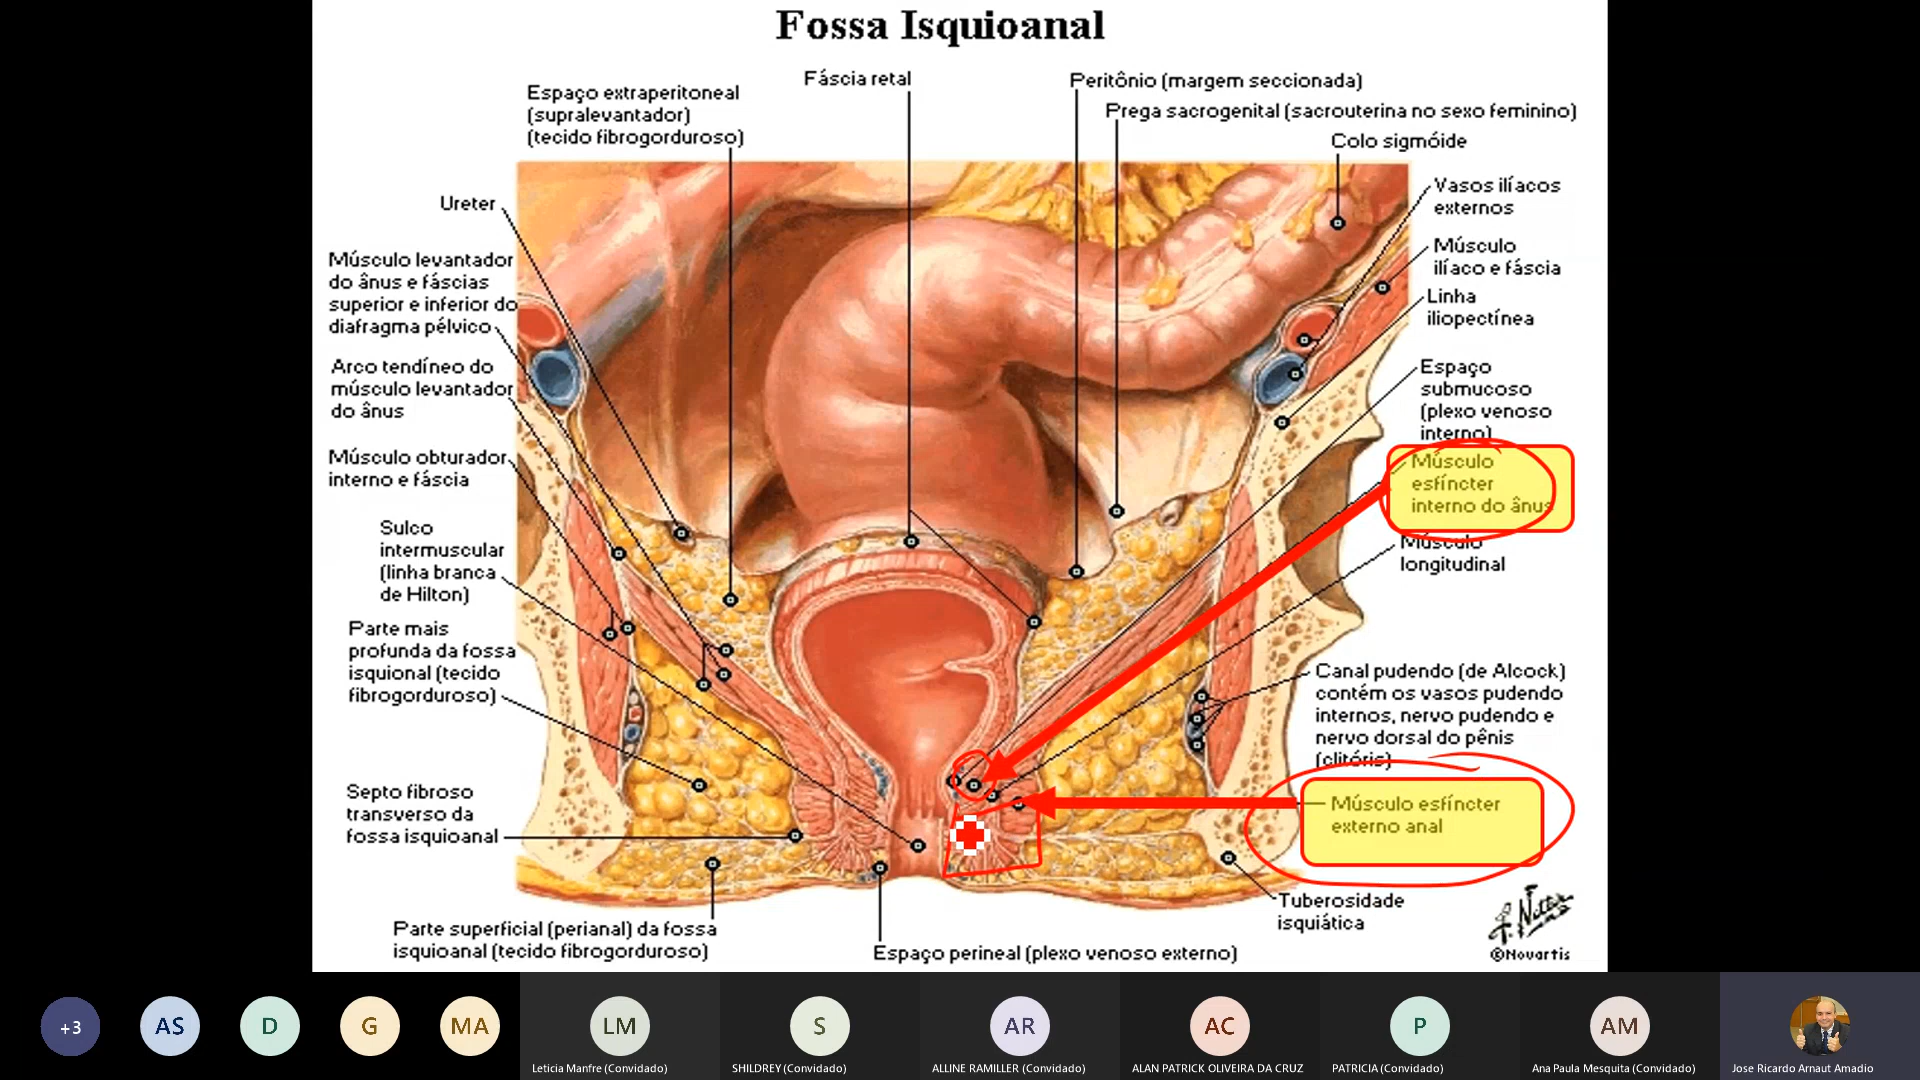 Fossa Isquioanal
Fáscia retal
Peritônio (margem seccionada)
Espaço extraperitoneal
(supralevantador)
(tecido fibrogorduroso)
Prega sacrogenital (sacrouterina no sexo feminino)
Colo sigmóide
Ureter
Vasos ilíacos
externos
Músculo levantador
do ânus e fáscias
superior e inferior do
diafragma pélvico
Músculo
ilíaco e fáscia
Linha
iliopectínea
Arco tendíneo do
músculo levantador
do ânus
Espaço
submucoso
(plexo venoso
interno)
Músculo obturador
interno e fáscia
Músculo
esfíncter
interno do ânus
Sulco
intermuscular
(linha branca
de Hilton)
Músculo
longitudinal
Parte mais
profunda da fossa
isquional (tecido
fibrogorduroso)
Canal pudendo (de Alcock)
contém os vasos pudendo
internos, nervo pudendo e
nervo dorsal do pênis
(clitóris)
Septo fibroso
transverso da
fossa isquioanal
Músculo esfíncter
externo anal
Tuberosidade
isquiática
Parte superficial (perianal) da fossa
isquioanal (tecido fibrogorduroso)
Espaço perineal (plexo venoso externo)
F. Netter
©Novartis
+3
AS
D
G
MA
LM
S
AR
AC
P
AM
Leticia Manfre (Convidado)
SHILDREY (Convidado)
ALLINE RAMILLER (Convidado)
ALAN PATRICK OLIVEIRA DA CRUZ
PATRICIA (Convidado)
Ana Paula Mesquita (Convidado)
Jose Ricardo Arnaut Amadio